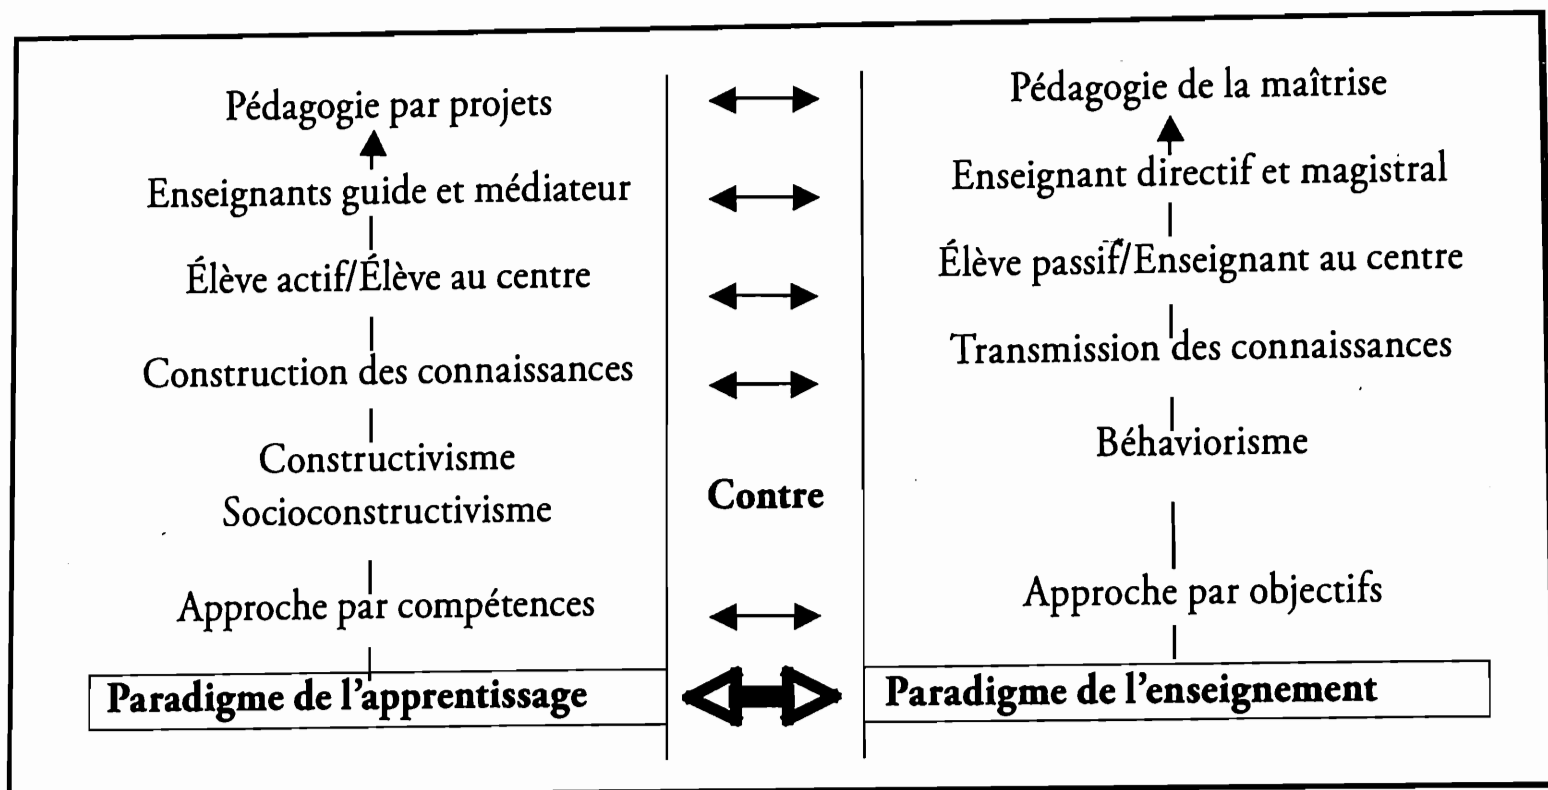 Pédagogie par projets
Enseignants guide et médiateur
Élève actif/Élève au centre
Construction des connaissances
Constructivisme
Socioconstructivisme
Approche par compétences
Paradigme de l'apprentissage
Contre
Pédagogie de la maîtrise
Enseignant directif et magistral
Élève passif/Enseignant au centre
Transmission des connaissances
Béhaviorisme
Approche par objectifs
Paradigme de l'enseignement